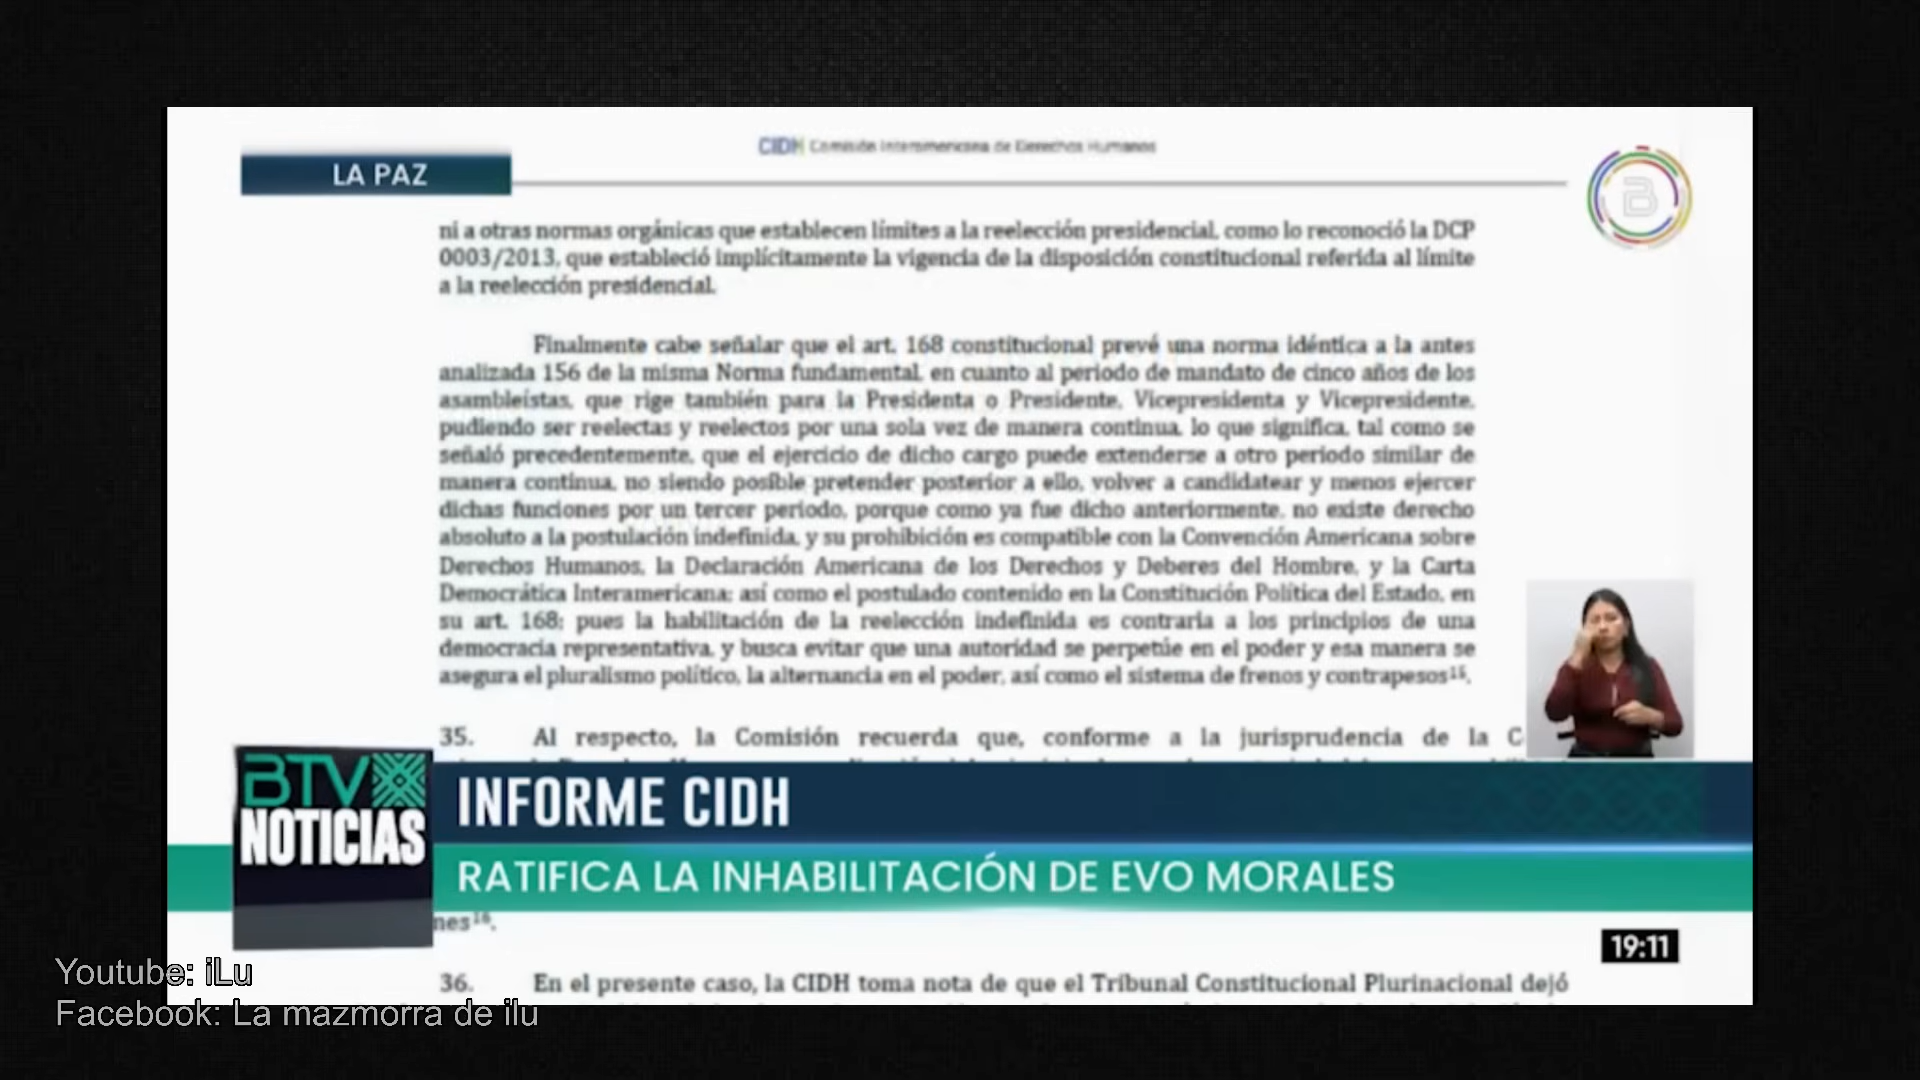 CIDH Comisión Interamericana de Derechos Humanos
LA PAZ
ni a otras normas orgánicas que establecen límites a la reelección presidencial, como lo reconoció la DCP
0003/2013, que estableció implícitamente la vigencia de la disposición constitucional referida al límite
a la reelección presidencial.
Finalmente cabe señalar que el art. 168 constitucional prevé una norma idéntica a la antes
analizada 156 de la misma Norma fundamental, en cuanto al periodo de mandato de cinco años de los
asambleístas, que rige también para la Presidenta o Presidente, Vicepresidenta y Vicepresidente,
pudiendo ser reelectas y reelectos por una sola vez de manera continua, lo que significa, tal como se
señaló precedentemente, que el ejercicio de dicho cargo puede extenderse a otro periodo similar de
manera continua, no siendo posible pretender posterior a ello, volver a candidatear y menos ejercer
dichas funciones por un tercer periodo, porque como ya fue dicho anteriormente, no existe derecho
absoluto a la postulación indefinida, y su prohibición es compatible con la Convención Americana sobre
Derechos Humanos, la Declaración Americana de los Derechos y Deberes del Hombre, y la Carta
Democrática Interamericana; así como el postulado contenido en la Constitución Política del Estado, en
su art. 168; pues la habilitación de la reelección indefinida es contraria a los principios de una
democracia representativa, y busca evitar que una autoridad se perpetúe en el poder y esa manera se
asegura el pluralismo político, la alternancia en el poder, así como el sistema de frenos y contrapesos¹⁵.
35. Al respecto, la Comisión recuerda que, conforme a la jurisprudencia de la C
BTV
NOTICIAS
INFORME CIDH
RATIFICA LA INHABILITACIÓN DE EVO MORALES
nes¹⁶.
19:11
36. En el presente caso, la CIDH toma nota de que el Tribunal Constitucional Plurinacional dejó
Youtube: iLu
Facebook: La mazmorra de ilu